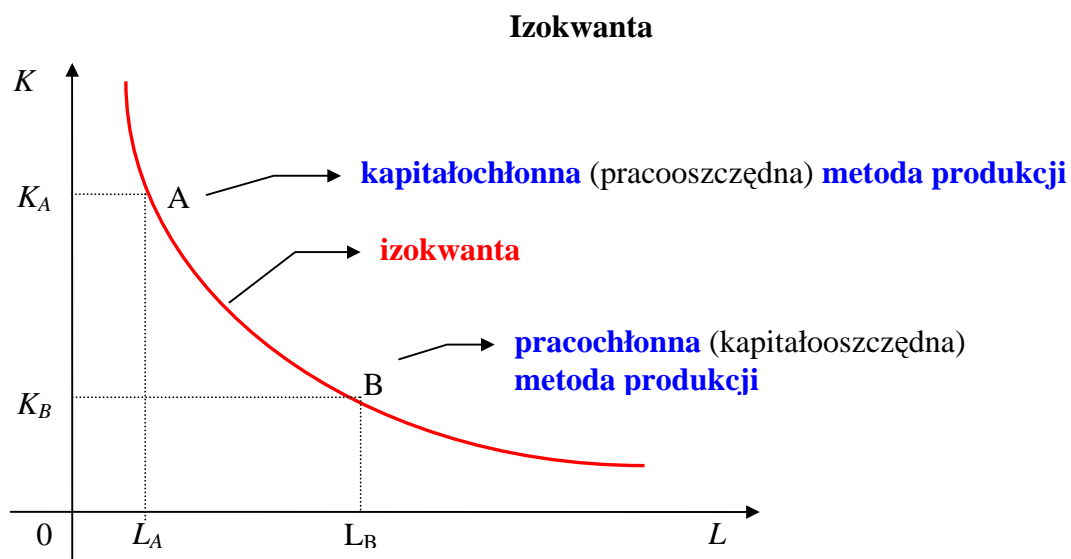 Izokwanta
K
kapitałochłonna (pracooszczędna) metoda produkcji
K_A
A
izokwanta
pracochłonna (kapitałooszczędna)
metoda produkcji
B
K_B
0
L_A
L_B
L